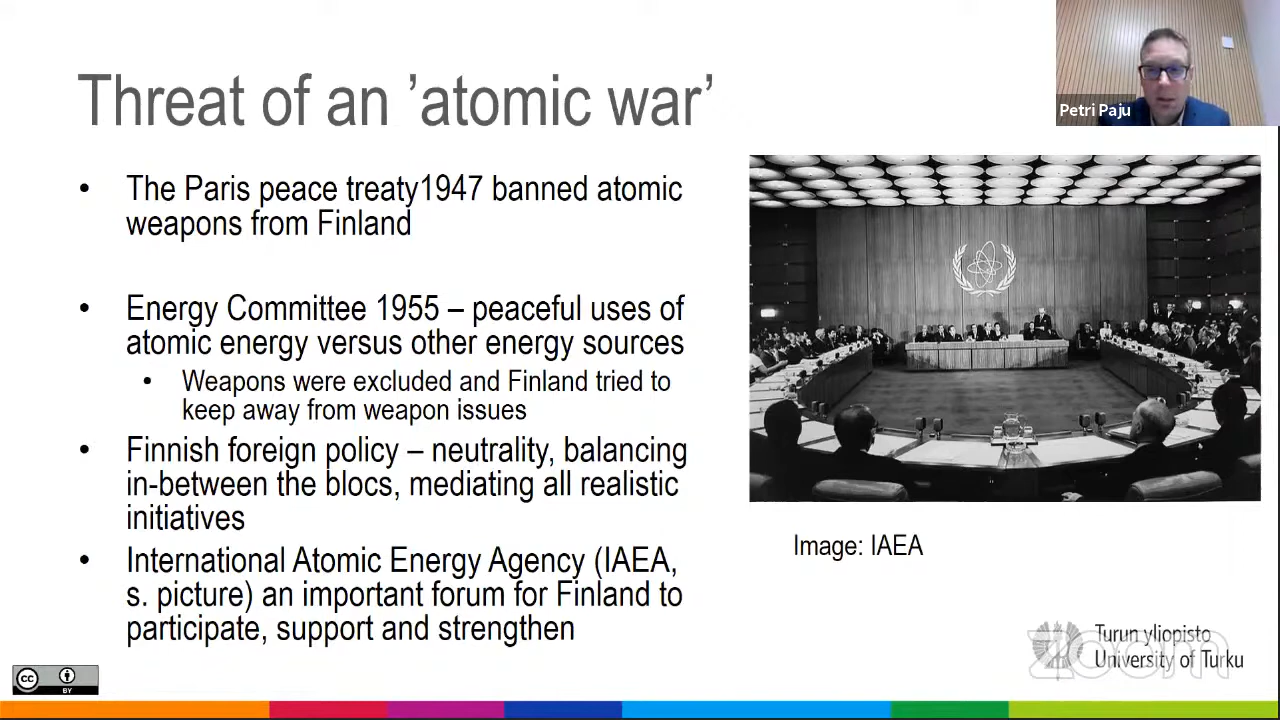 Threat of an ’atomic war’
Petri Paju
• The Paris peace treaty1947 banned atomic
weapons from Finland
• Energy Committee 1955 – peaceful uses of
atomic energy versus other energy sources
• Weapons were excluded and Finland tried to
keep away from weapon issues
• Finnish foreign policy – neutrality, balancing
in-between the blocs, mediating all realistic
initiatives
• International Atomic Energy Agency (IAEA,
s. picture) an important forum for Finland to
participate, support and strengthen
Image: IAEA
Turun yliopisto
University of Turku
zoom
cc
BY